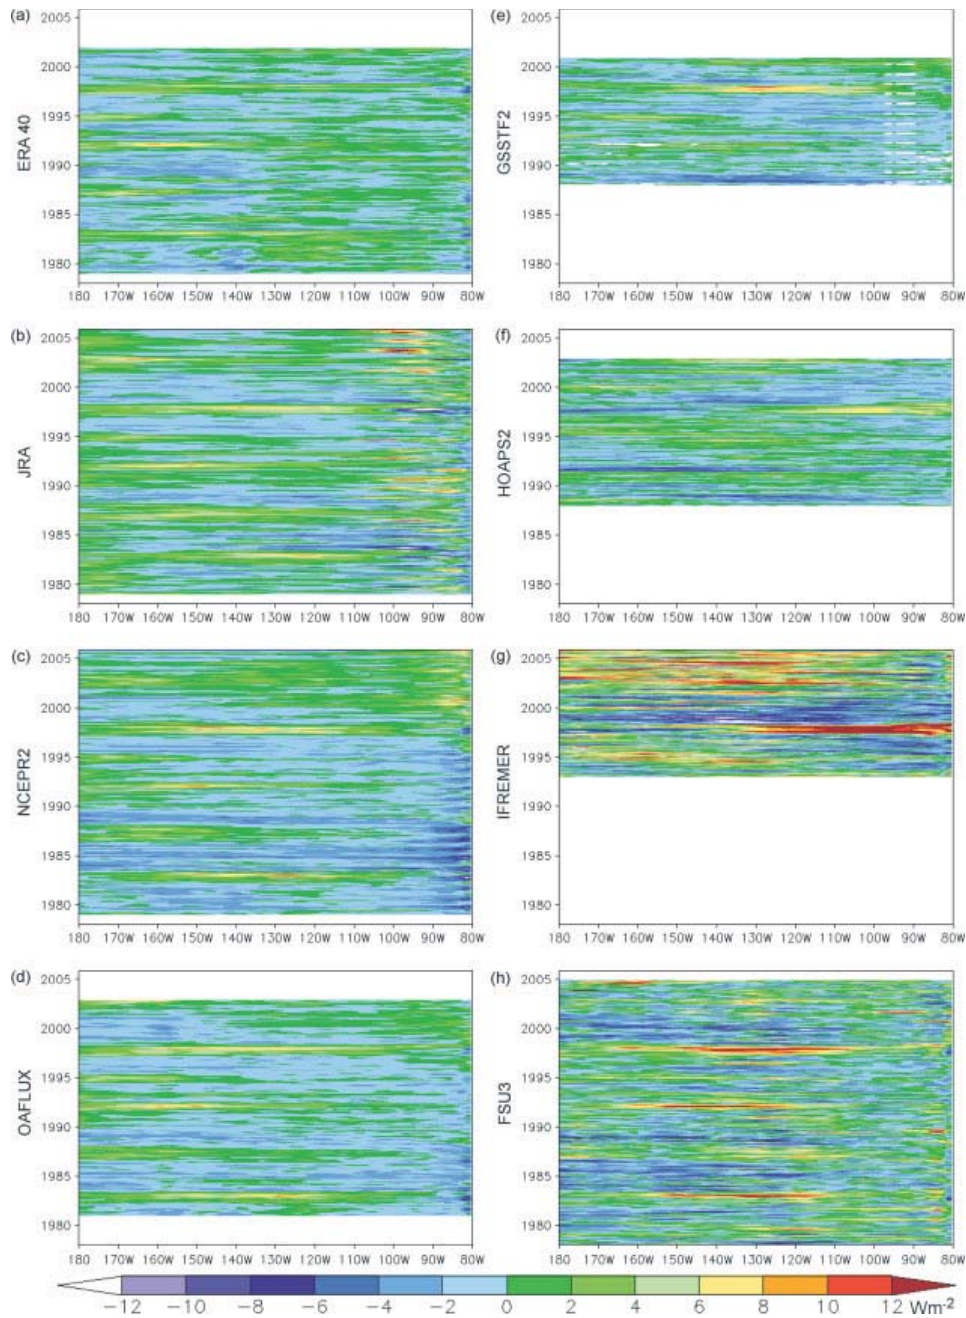 (a)
2005
2000
1995
1990
1985
1980
ERA 40
180 170W 160W 150W 140W 130W 120W 110W 100W 90W 80W
(e)
2005
2000
1995
1990
1985
1980
GSSTF2
180 170W 160W 150W 140W 130W 120W 110W 100W 90W 80W
(b)
2005
2000
1995
1990
1985
1980
JRA
180 170W 160W 150W 140W 130W 120W 110W 100W 90W 80W
(f)
2005
2000
1995
1990
1985
1980
HOAPS2
180 170W 160W 150W 140W 130W 120W 110W 100W 90W 80W
(c)
2005
2000
1995
1990
1985
1980
NCEPR2
180 170W 160W 150W 140W 130W 120W 110W 100W 90W 80W
(g)
2005
2000
1995
1990
1985
1980
IFREMER
180 170W 160W 150W 140W 130W 120W 110W 100W 90W 80W
(d)
2005
2000
1995
1990
1985
1980
OAFLUX
180 170W 160W 150W 140W 130W 120W 110W 100W 90W 80W
(h)
2005
2000
1995
1990
1985
1980
FSU3
180 170W 160W 150W 140W 130W 120W 110W 100W 90W 80W
−12 −10 −8 −6 −4 −2 0 2 4 6 8 10 12 Wm⁻²